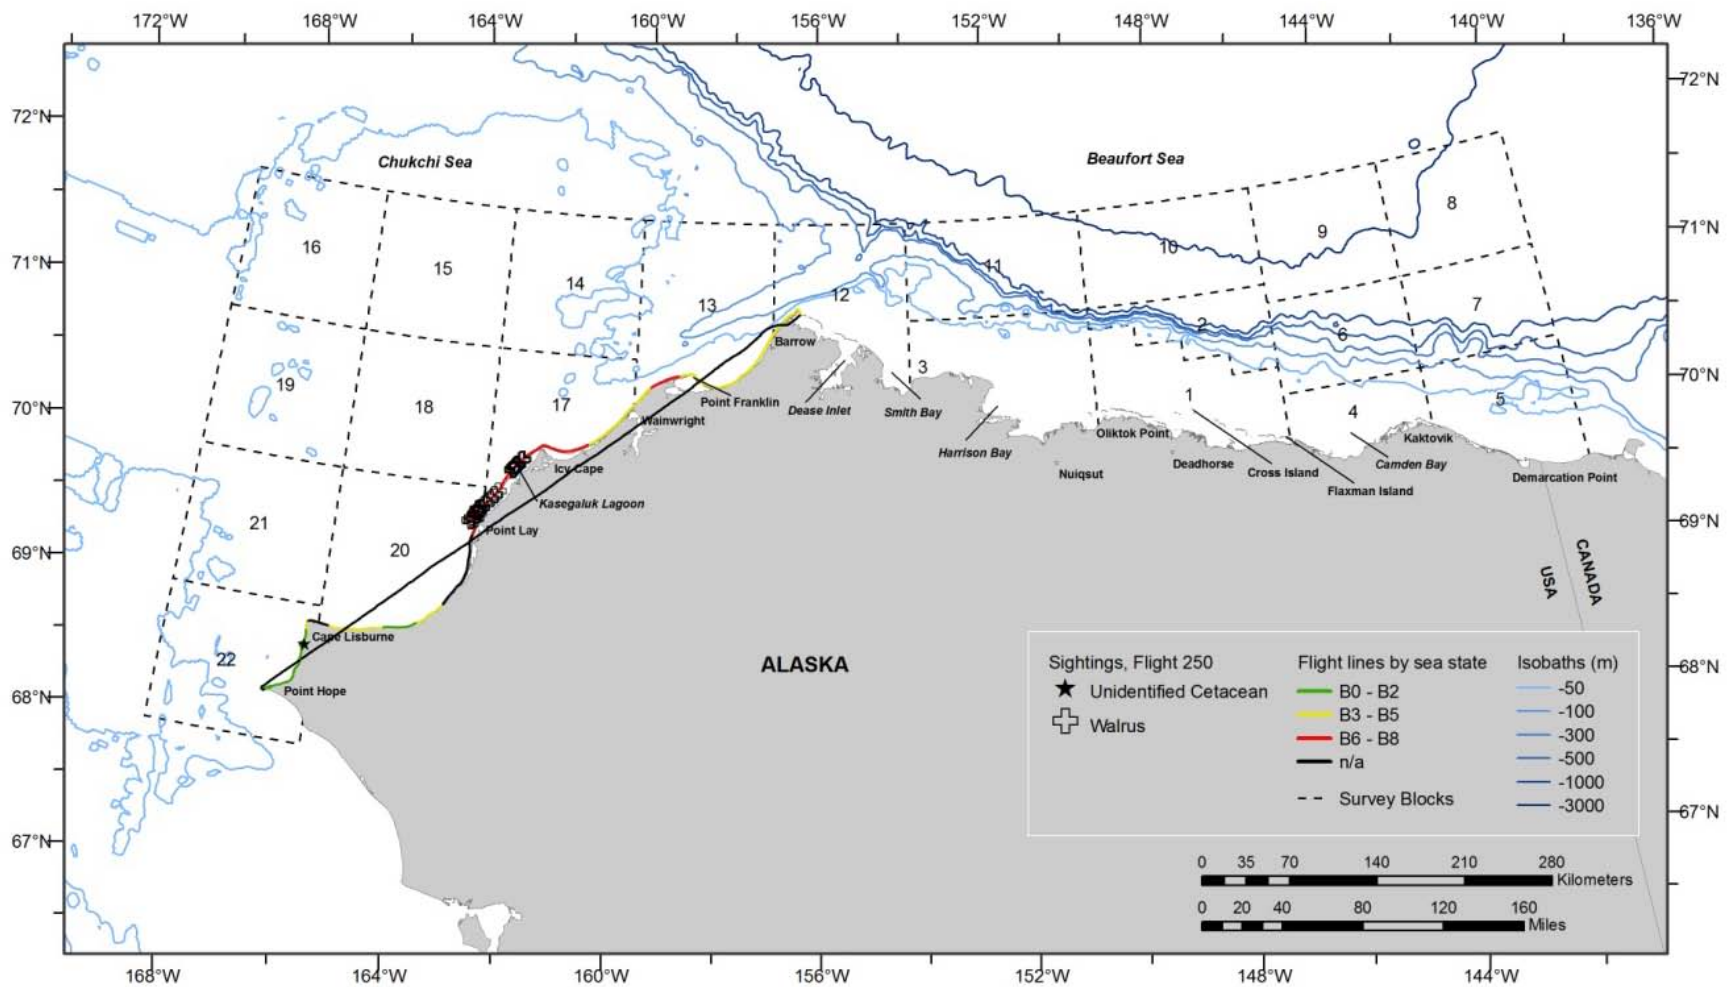 172°W 168°W 164°W 160°W 156°W 152°W 148°W 144°W 140°W 136°W
72°N
72°N
Chukchi Sea
Beaufort Sea
8
9
10
71°N
16
15
14
13
12
11
7
71°N
2
6
Barrow
70°N
19
18
17
3
1
4
5
70°N
Point Franklin
Dease Inlet
Smith Bay
Wainwright
Harrison Bay
Oliktok Point
Kaktovik
Icy Cape
Nuiqsut
Deadhorse
Cross Island
Camden Bay
Flaxman Island
Demarcation Point
Kasegaluk Lagoon
21
20
Point Lay
69°N
69°N
USA
CANADA
Cape Lisburne
22
Point Hope
68°N
68°N
ALASKA
Sightings, Flight 250
Unidentified Cetacean
Walrus
Flight lines by sea state
B0 - B2
B3 - B5
B6 - B8
n/a
Survey Blocks
Isobaths (m)
-50
-100
-300
-500
-1000
-3000
67°N
67°N
0 35 70 140 210 280
Kilometers
0 20 40 80 120 160
Miles
168°W 164°W 160°W 156°W 152°W 148°W 144°W